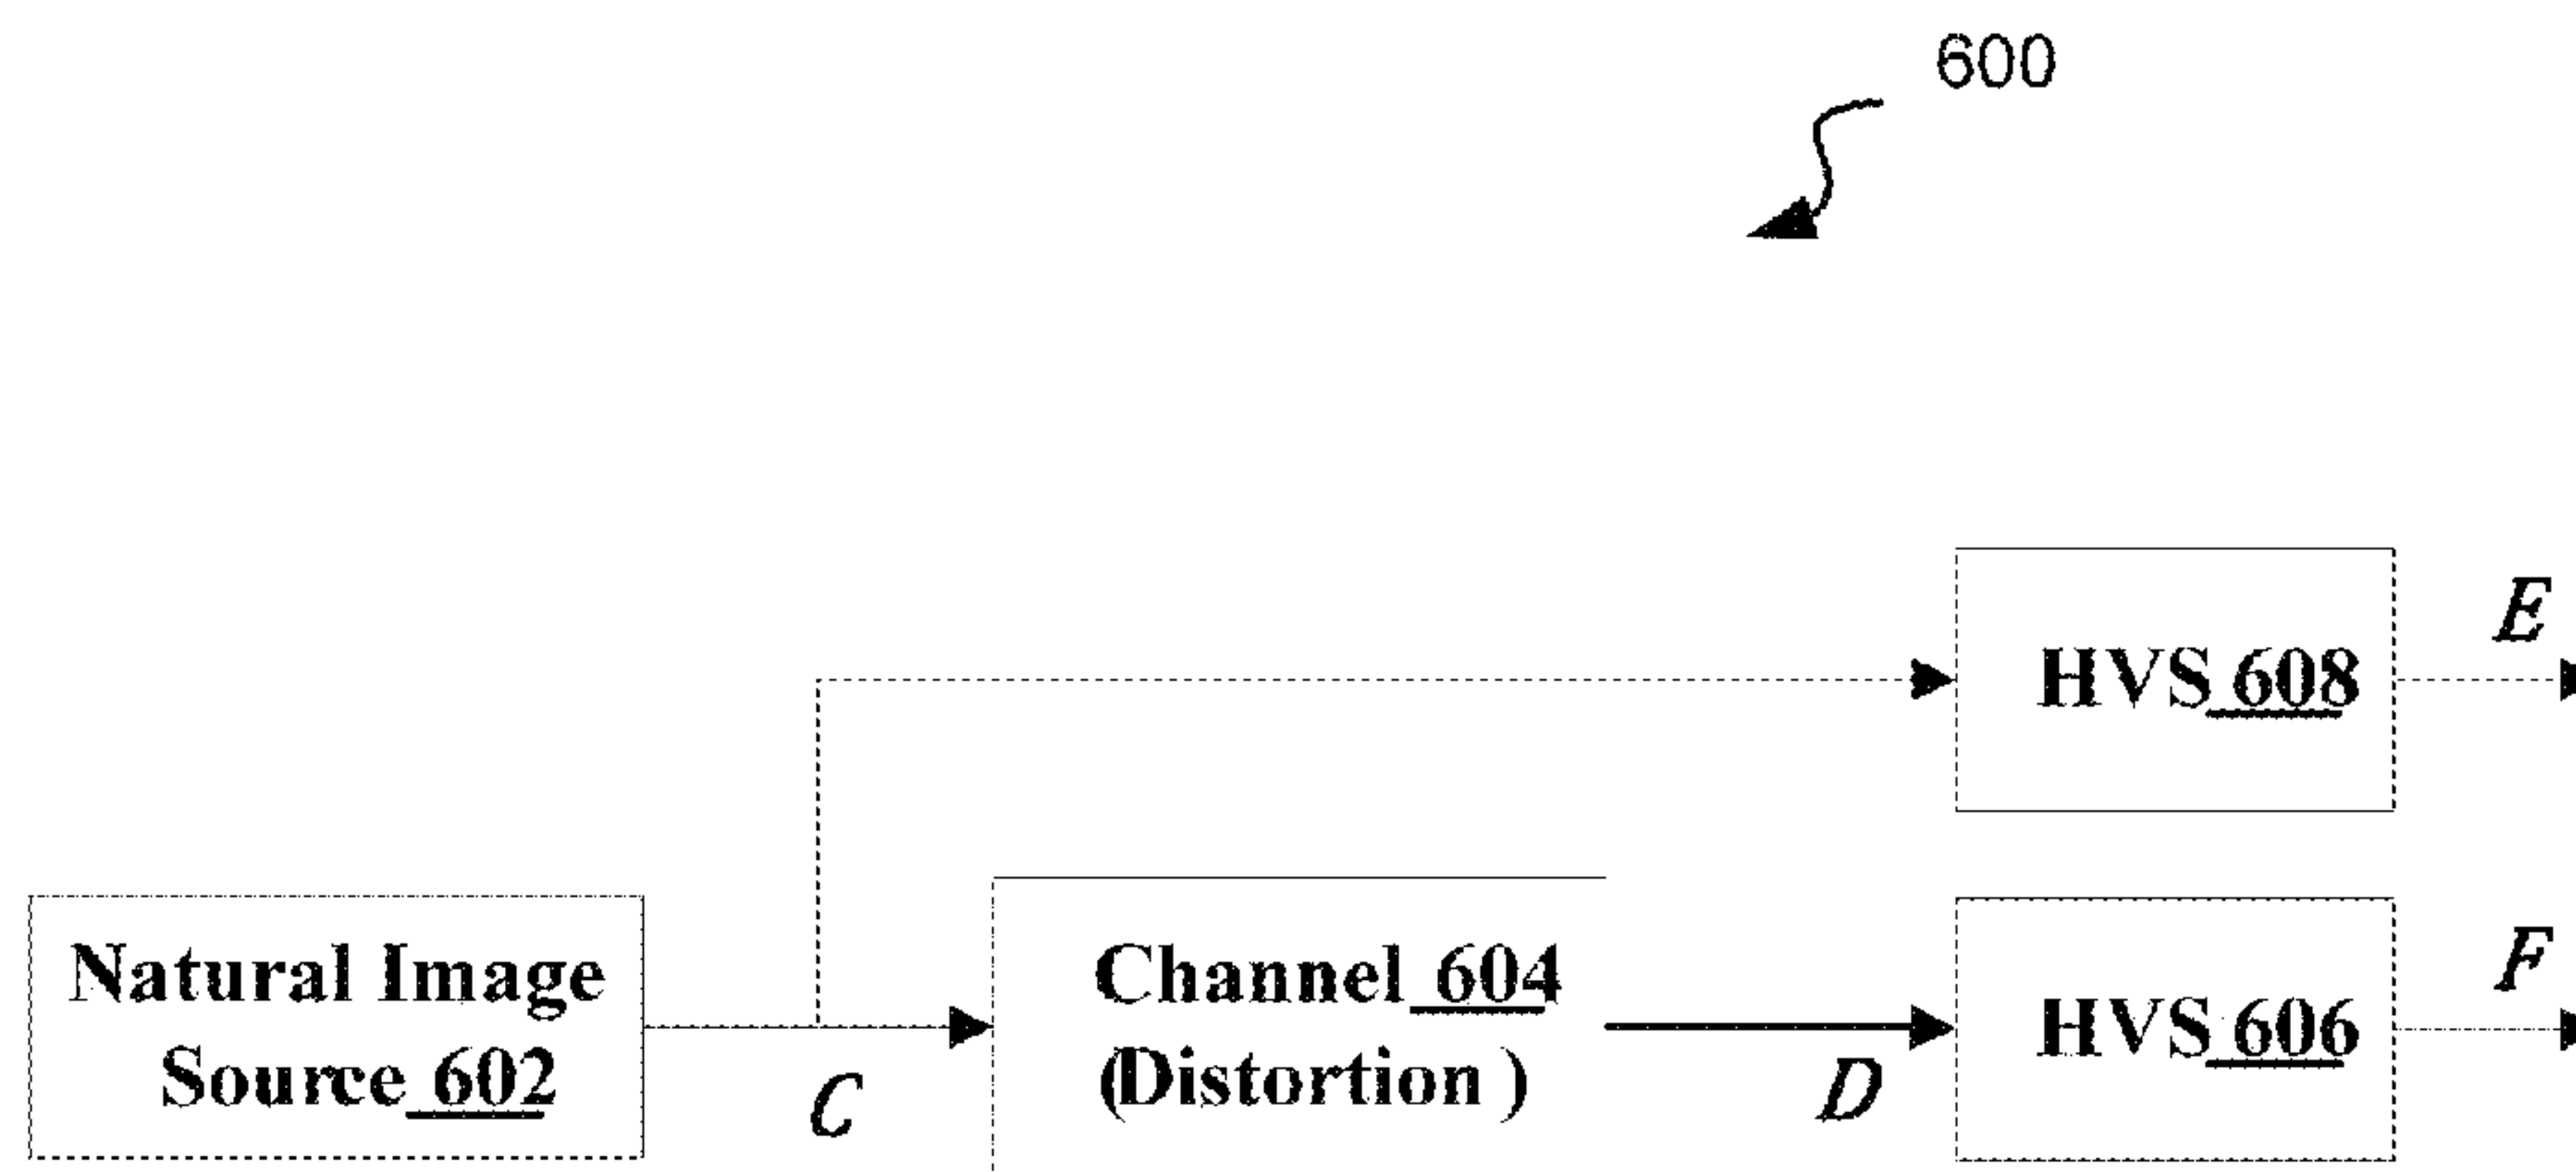 600
HVS 608
E
Natural Image
Source 602
C
Channel 604
(Distortion )
D
HVS 606
F